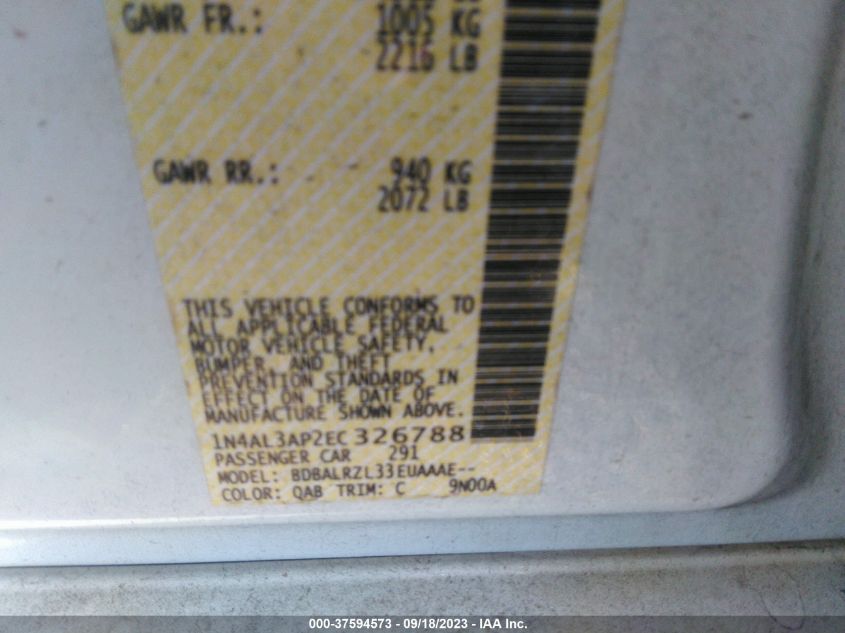 GAWR FR.: 1005 KG
2216 LB
GAWR RR.: 940 KG
2072 LB
THIS VEHICLE CONFORMS TO
ALL APPLICABLE FEDERAL
MOTOR VEHICLE SAFETY,
BUMPER, AND THEFT
PREVENTION STANDARDS IN
EFFECT ON THE DATE OF
MANUFACTURE SHOWN ABOVE.
1N4AL3AP2EC326788
PASSENGER CAR 291
MODEL: BDBALRZL33EUAAAE--
COLOR: QAB TRIM: C 9N00A
000-37594573 - 09/18/2023 - IAA Inc.